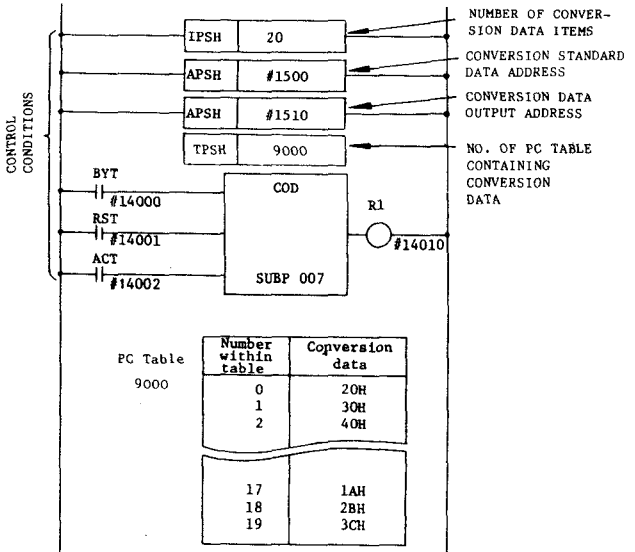 IPSH 20
NUMBER OF CONVER-
SION DATA ITEMS
APSH #1500
CONVERSION STANDARD
DATA ADDRESS
APSH #1510
CONVERSION DATA
OUTPUT ADDRESS
TPSH 9000
NO. OF PC TABLE
CONTAINING
CONVERSION
DATA
CONTROL
CONDITIONS
BYT
#14000
RST
#14001
ACT
#14002
COD
SUBP 007
R1
#14010
PC Table
9000
Number
within
table
Conversion
data
0 20H
1 30H
2 40H
17 1AH
18 2BH
19 3CH